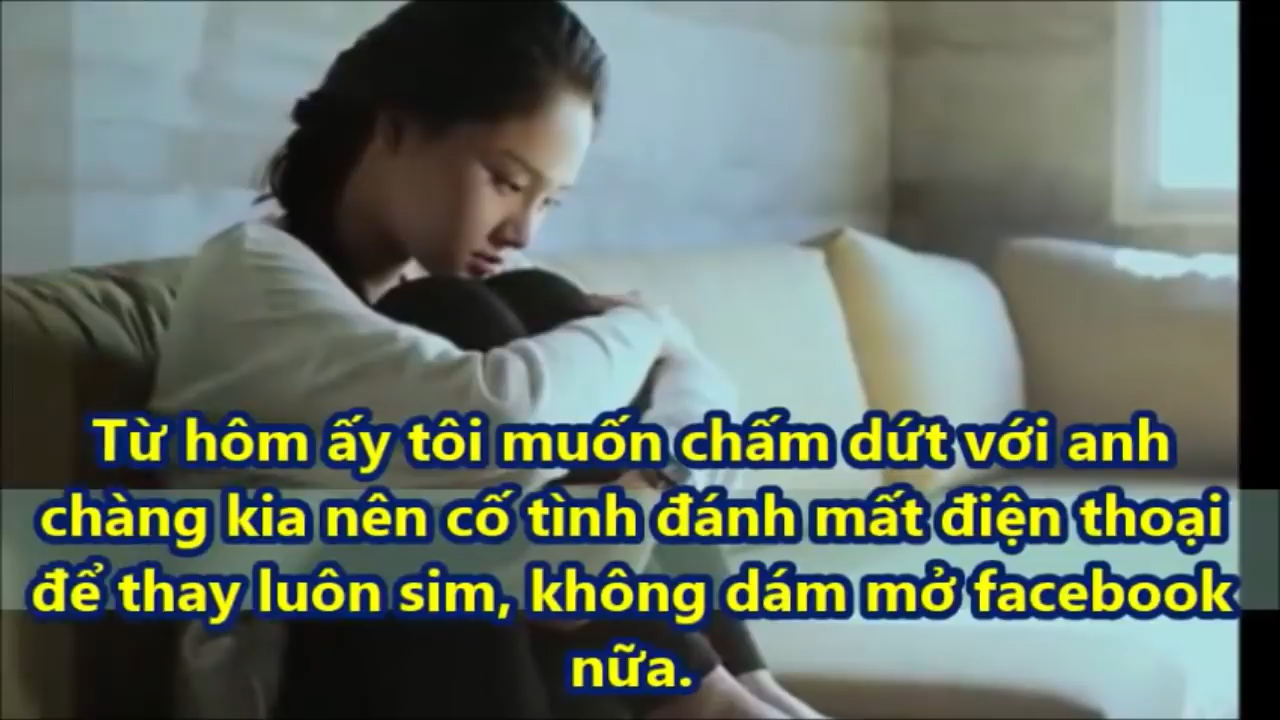 Từ hôm ấy tôi muốn chấm dứt với anh
chàng kia nên cố tình đánh mất điện thoại
để thay luôn sim, không dám mở facebook
nữa.